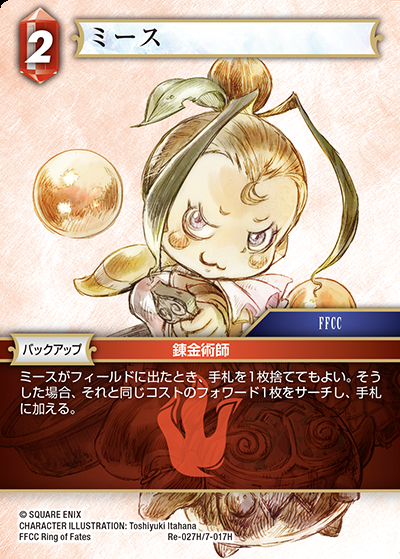 2
ミース
FFCC
バックアップ
錬金術師
ミースがフィールドに出たとき、手札を1枚捨ててもよい。そう
した場合、それと同じコストのフォワード1枚をサーチし、手札
に加える。
© SQUARE ENIX
CHARACTER ILLUSTRATION: Toshiyuki Itahana
FFCC Ring of Fates
Re-027H/7-017H